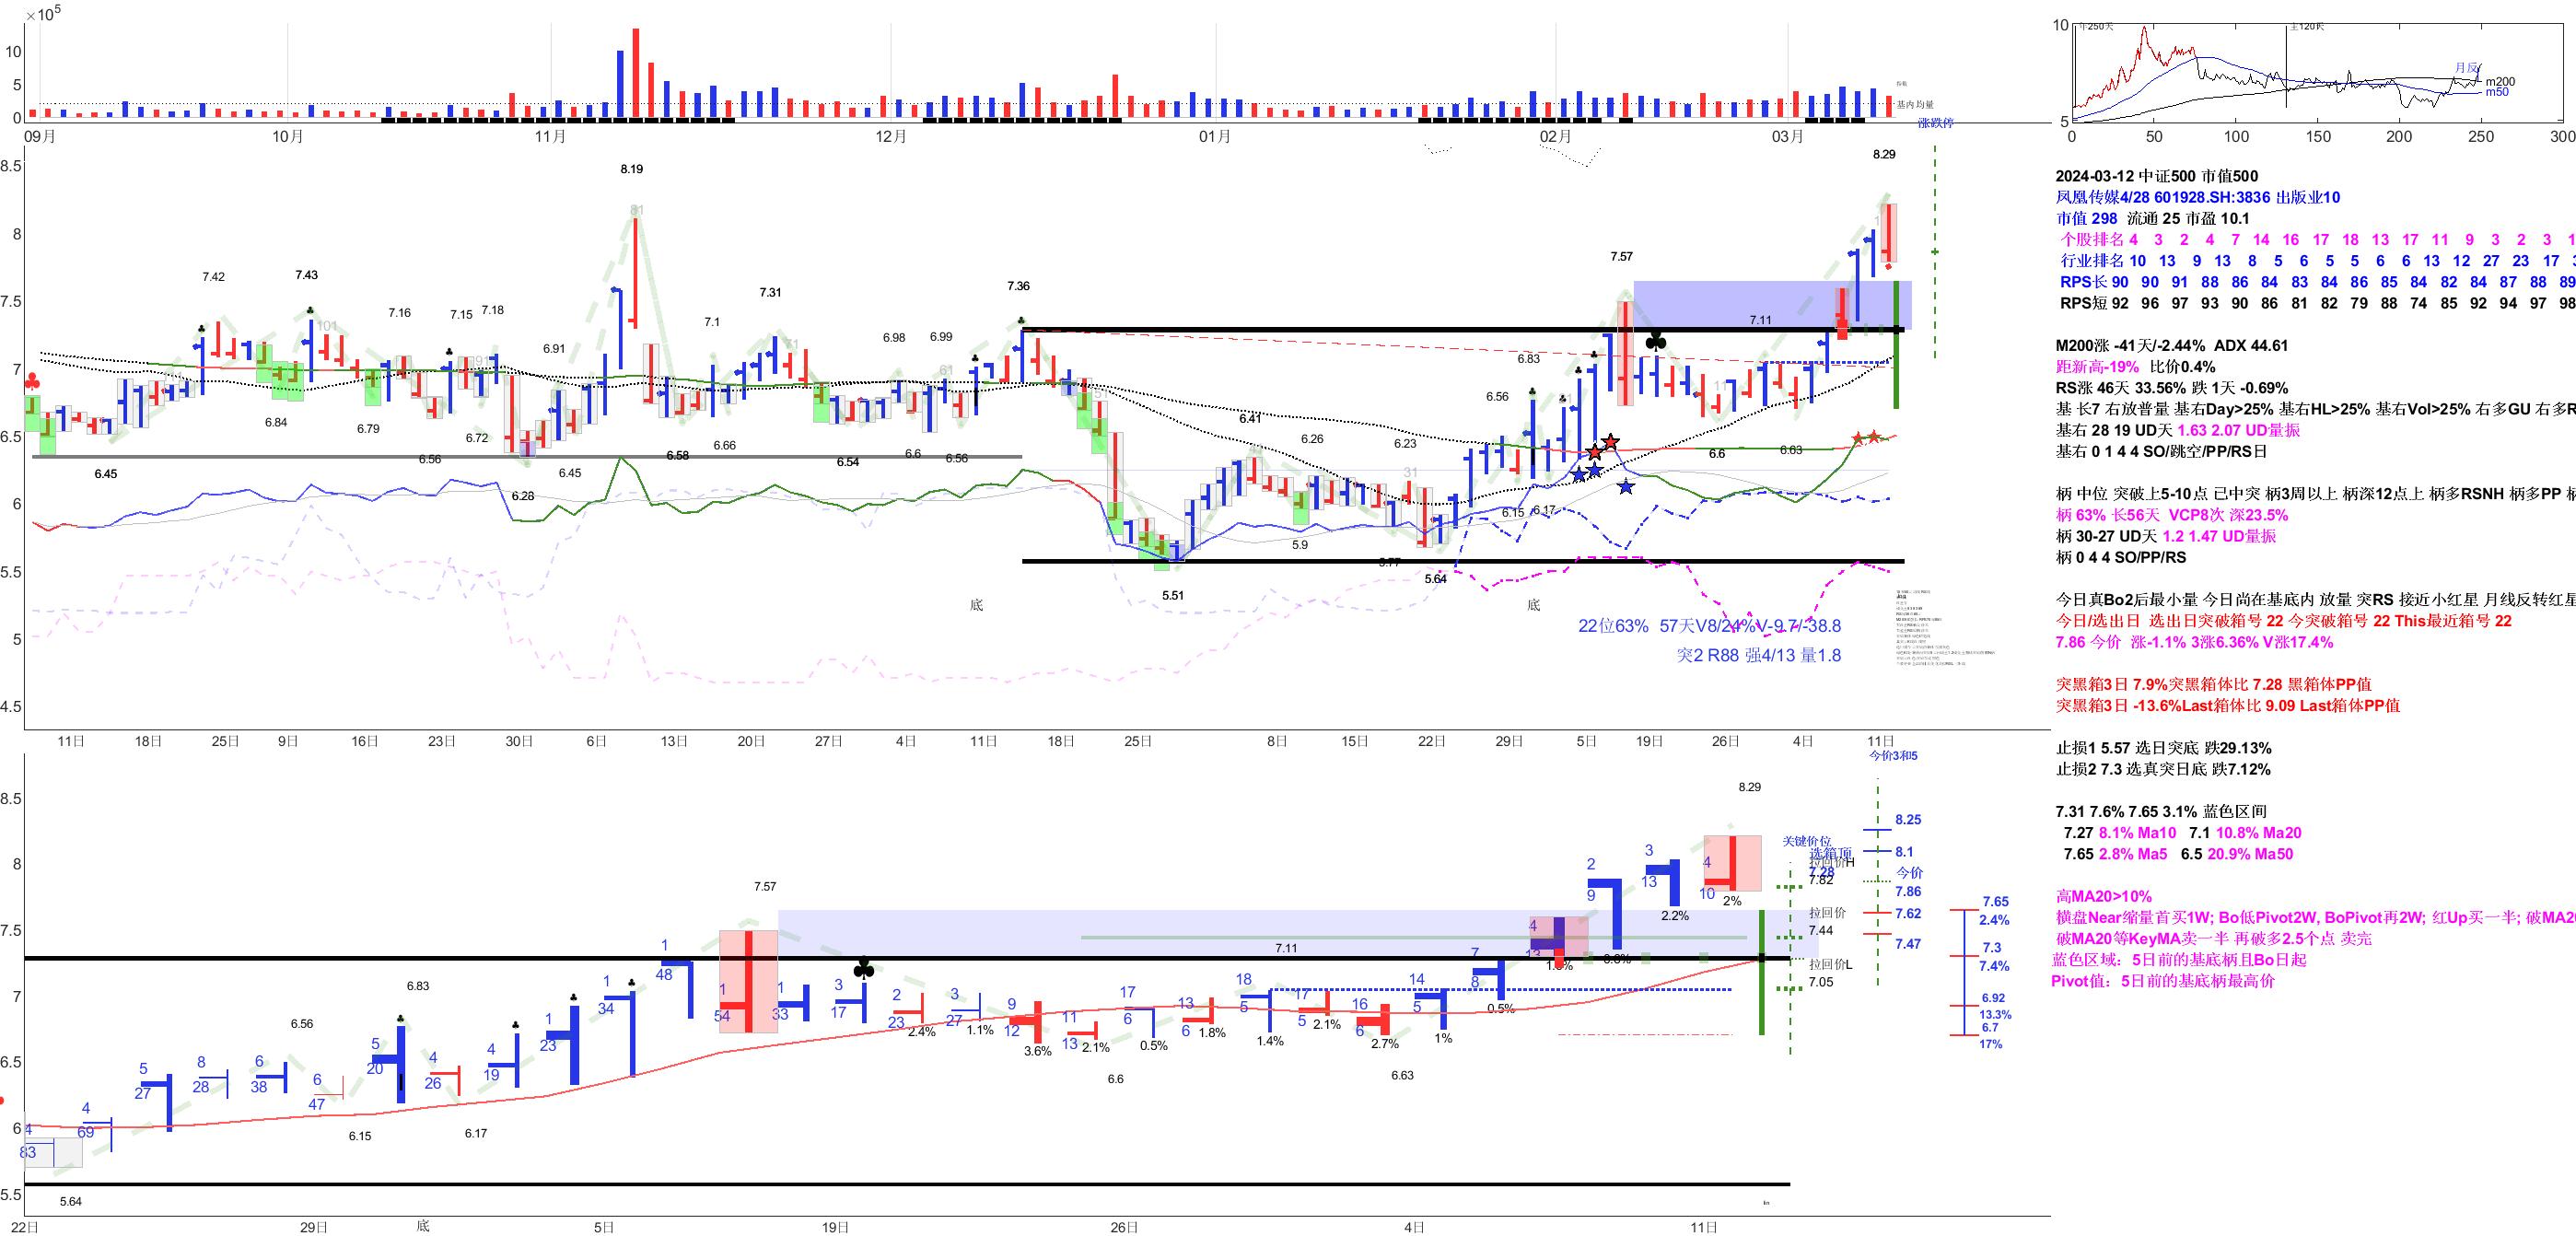 ×10⁵
10
5
0
基内均量
涨跌停
09月 10月 11月 12月 01月 02月 03月
10
5
年250天
主120天
月反
m200
m50
0 50 100 150 200 250 300
8.5
8
7.5
7
6.5
6
5.5
5
4.5
8.19
8.29
7.42
7.43
7.16
7.15
7.18
7.31
7.36
7.57
7.1
6.91
6.98
6.99
6.83
7.11
6.84
6.79
6.72
6.56
6.45
6.28
6.45
6.58
6.66
6.54
6.6
6.56
6.41
6.26
6.23
6.56
6.6
6.63
6.15
6.17
5.9
5.77
5.64
5.51
101
91
81
71
61
51
31
11
底
底
22位63% 57天V8/24%V-9.7/-38.8
突2 R88 强4/13 量1.8
11日 18日 25日 9日 16日 23日 30日 6日 13日 20日 27日 4日 11日 18日 25日 8日 15日 22日 29日 5日 19日 26日 4日 11日
2024-03-12 中证500 市值500
凤凰传媒4/28 601928.SH:3836 出版业10
市值 298 流通 25 市盈 10.1
个股排名 4 3 2 4 7 14 16 17 18 13 17 11 9 3 2 3 1
行业排名 10 13 9 13 8 5 6 5 5 6 6 13 12 27 23 17 3
RPS长 90 90 91 88 86 84 83 84 86 85 84 82 84 87 88 89
RPS短 92 96 97 93 90 86 81 82 79 88 74 85 92 94 97 98
M200涨 -41天/-2.44% ADX 44.61
距新高-19% 比价0.4%
RS涨 46天 33.56% 跌 1天 -0.69%
基 长7 右放普量 基右Day>25% 基右HL>25% 基右Vol>25% 右多GU 右多R
基右 28 19 UD天 1.63 2.07 UD量振
基右 0 1 4 4 SO/跳空/PP/RS日
柄 中位 突破上5-10点 已中突 柄3周以上 柄深12点上 柄多RSNH 柄多PP 柄
柄 63% 长56天 VCP8次 深23.5%
柄 30-27 UD天 1.2 1.47 UD量振
柄 0 4 4 SO/PP/RS
今日真Bo2后最小量 今日尚在基底内 放量 突RS 接近小红星 月线反转红星
今日/选出日 选出日突破箱号 22 今突破箱号 22 This最近箱号 22
7.86 今价 涨-1.1% 3涨6.36% V涨17.4%
突黑箱3日 7.9%突黑箱体比 7.28 黑箱体PP值
突黑箱3日 -13.6%Last箱体比 9.09 Last箱体PP值
止损1 5.57 选日突底 跌29.13%
止损2 7.3 选真突日底 跌7.12%
7.31 7.6% 7.65 3.1% 蓝色区间
7.27 8.1% Ma10 7.1 10.8% Ma20
7.65 2.8% Ma5 6.5 20.9% Ma50
高MA20>10%
横盘Near缩量首买1W; Bo低Pivot2W, BoPivot再2W; 红Up买一半; 破MA20
破MA20等KeyMA卖一半 再破多2.5个点 卖完
蓝色区域：5日前的基底柄且Bo日起
Pivot值：5日前的基底柄最高价
8.5
8
7.5
7
6.5
6
5.5
4
83
4
69
5
27
8
28
6
38
6
47
5
20
4
26
4
19
1
23
1
34
1
48
1
54
1
33
3
17
2
23
3
27
9
12
11
13
17
6
13
6
18
5
17
5
16
6
14
5
7
8
4
13
2
9
3
13
4
10
2.4% 1.1% 3.6% 2.1% 0.5% 1.8% 1.4% 2.1% 2.7% 1% 0.5% 2.2% 2%
5.64
6.56
6.15
6.83
6.17
7.57
6.6
7.11
6.63
8.29
今价3和5
8.25
8.1
今价
7.86
7.62
7.47
关键价位
选箱顶
7.28
拉回价H
7.82
拉回价
7.44
拉回价L
7.05
7.65
2.4%
7.3
7.4%
6.92
13.3%
6.7
17%
22日 29日 底 5日 19日 26日 4日 11日